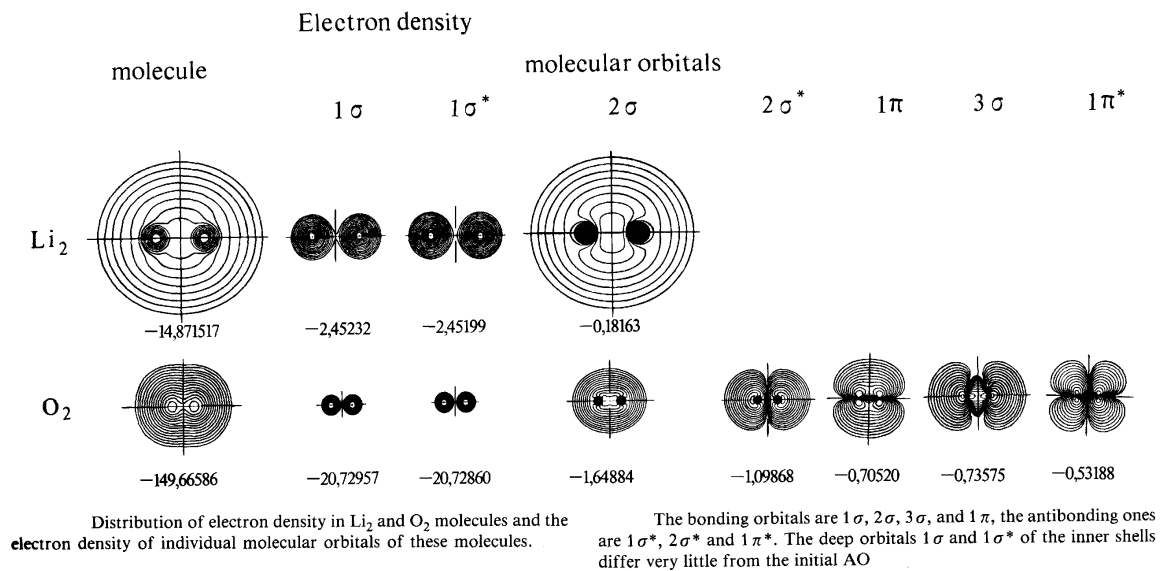 Electron density
molecule molecular orbitals
1σ 1σ* 2σ 2σ* 1π 3σ 1π*
Li₂
−14,871517 −2,45232 −2,45199 −0,18163
O₂
−149,66586 −20,72957 −20,72860 −1,64884 −1,09868 −0,70520 −0,73575 −0,53188
Distribution of electron density in Li₂ and O₂ molecules and the
electron density of individual molecular orbitals of these molecules.
The bonding orbitals are 1σ, 2σ, 3σ, and 1π, the antibonding ones
are 1σ*, 2σ* and 1π*. The deep orbitals 1σ and 1σ* of the inner shells
differ very little from the initial AO